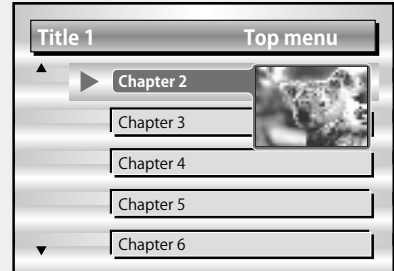 Title 1 Top menu
Chapter 2
Chapter 3
Chapter 4
Chapter 5
Chapter 6